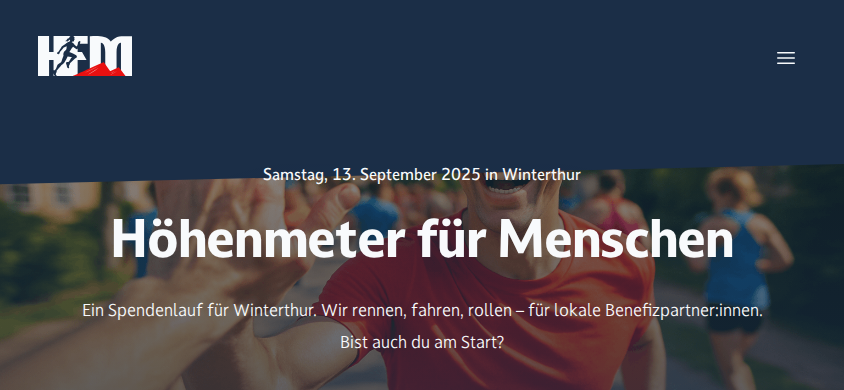 HFM
Samstag, 13. September 2025 in Winterthur
Höhenmeter für Menschen
Ein Spendenlauf für Winterthur. Wir rennen, fahren, rollen – für lokale Benefizpartner:innen.
Bist auch du am Start?